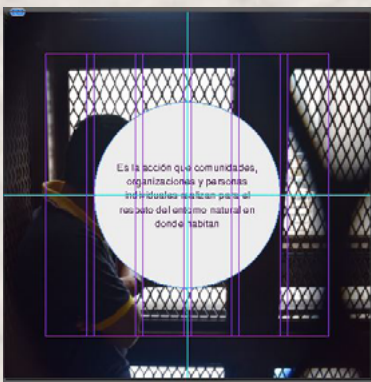 Es la acción que comunidades,
organizaciones y personas
individuales realizan para el
respeto del entorno natural en
donde habitan